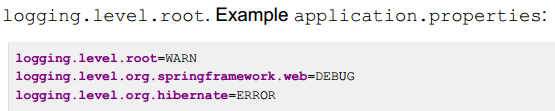 logging.level.root. Example application.properties:
logging.level.root=WARN
logging.level.org.springframework.web=DEBUG
logging.level.org.hibernate=ERROR